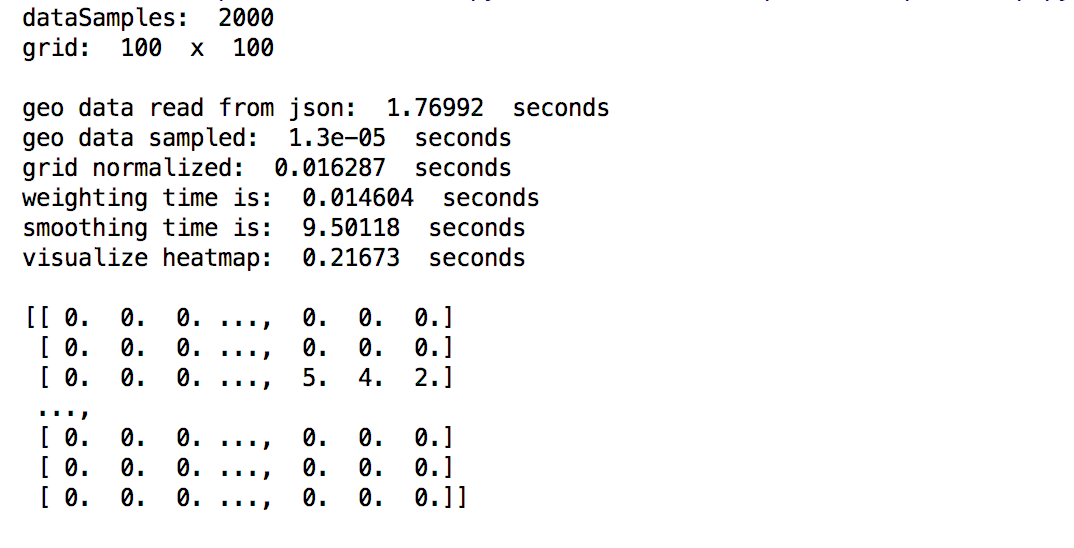 dataSamples:  2000
grid:  100  x  100
geo data read from json:  1.76992  seconds
geo data sampled:  1.3e-05  seconds
grid normalized:  0.016287  seconds
weighting time is:  0.014604  seconds
smoothing time is:  9.50118  seconds
visualize heatmap:  0.21673  seconds
[[ 0.  0.  0. ...,  0.  0.  0.]
[ 0.  0.  0. ...,  0.  0.  0.]
[ 0.  0.  0. ...,  5.  4.  2.]
...,
[ 0.  0.  0. ...,  0.  0.  0.]
[ 0.  0.  0. ...,  0.  0.  0.]
[ 0.  0.  0. ...,  0.  0.  0.]]